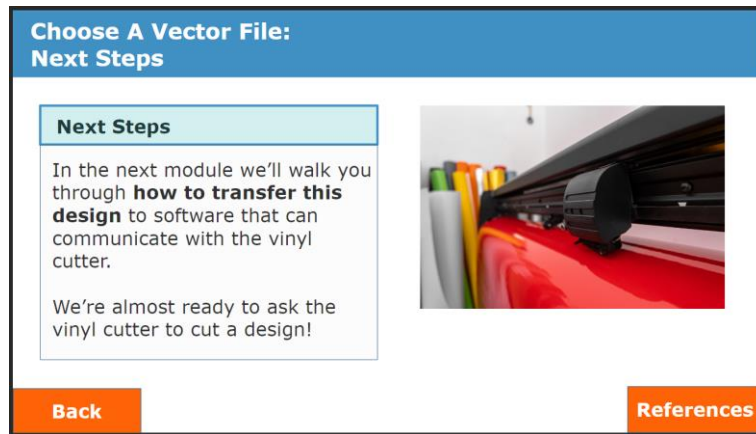 Choose A Vector File:
Next Steps
Next Steps
In the next module we'll walk you
through how to transfer this
design to software that can
communicate with the vinyl
cutter.
We're almost ready to ask the
vinyl cutter to cut a design!
Back
References